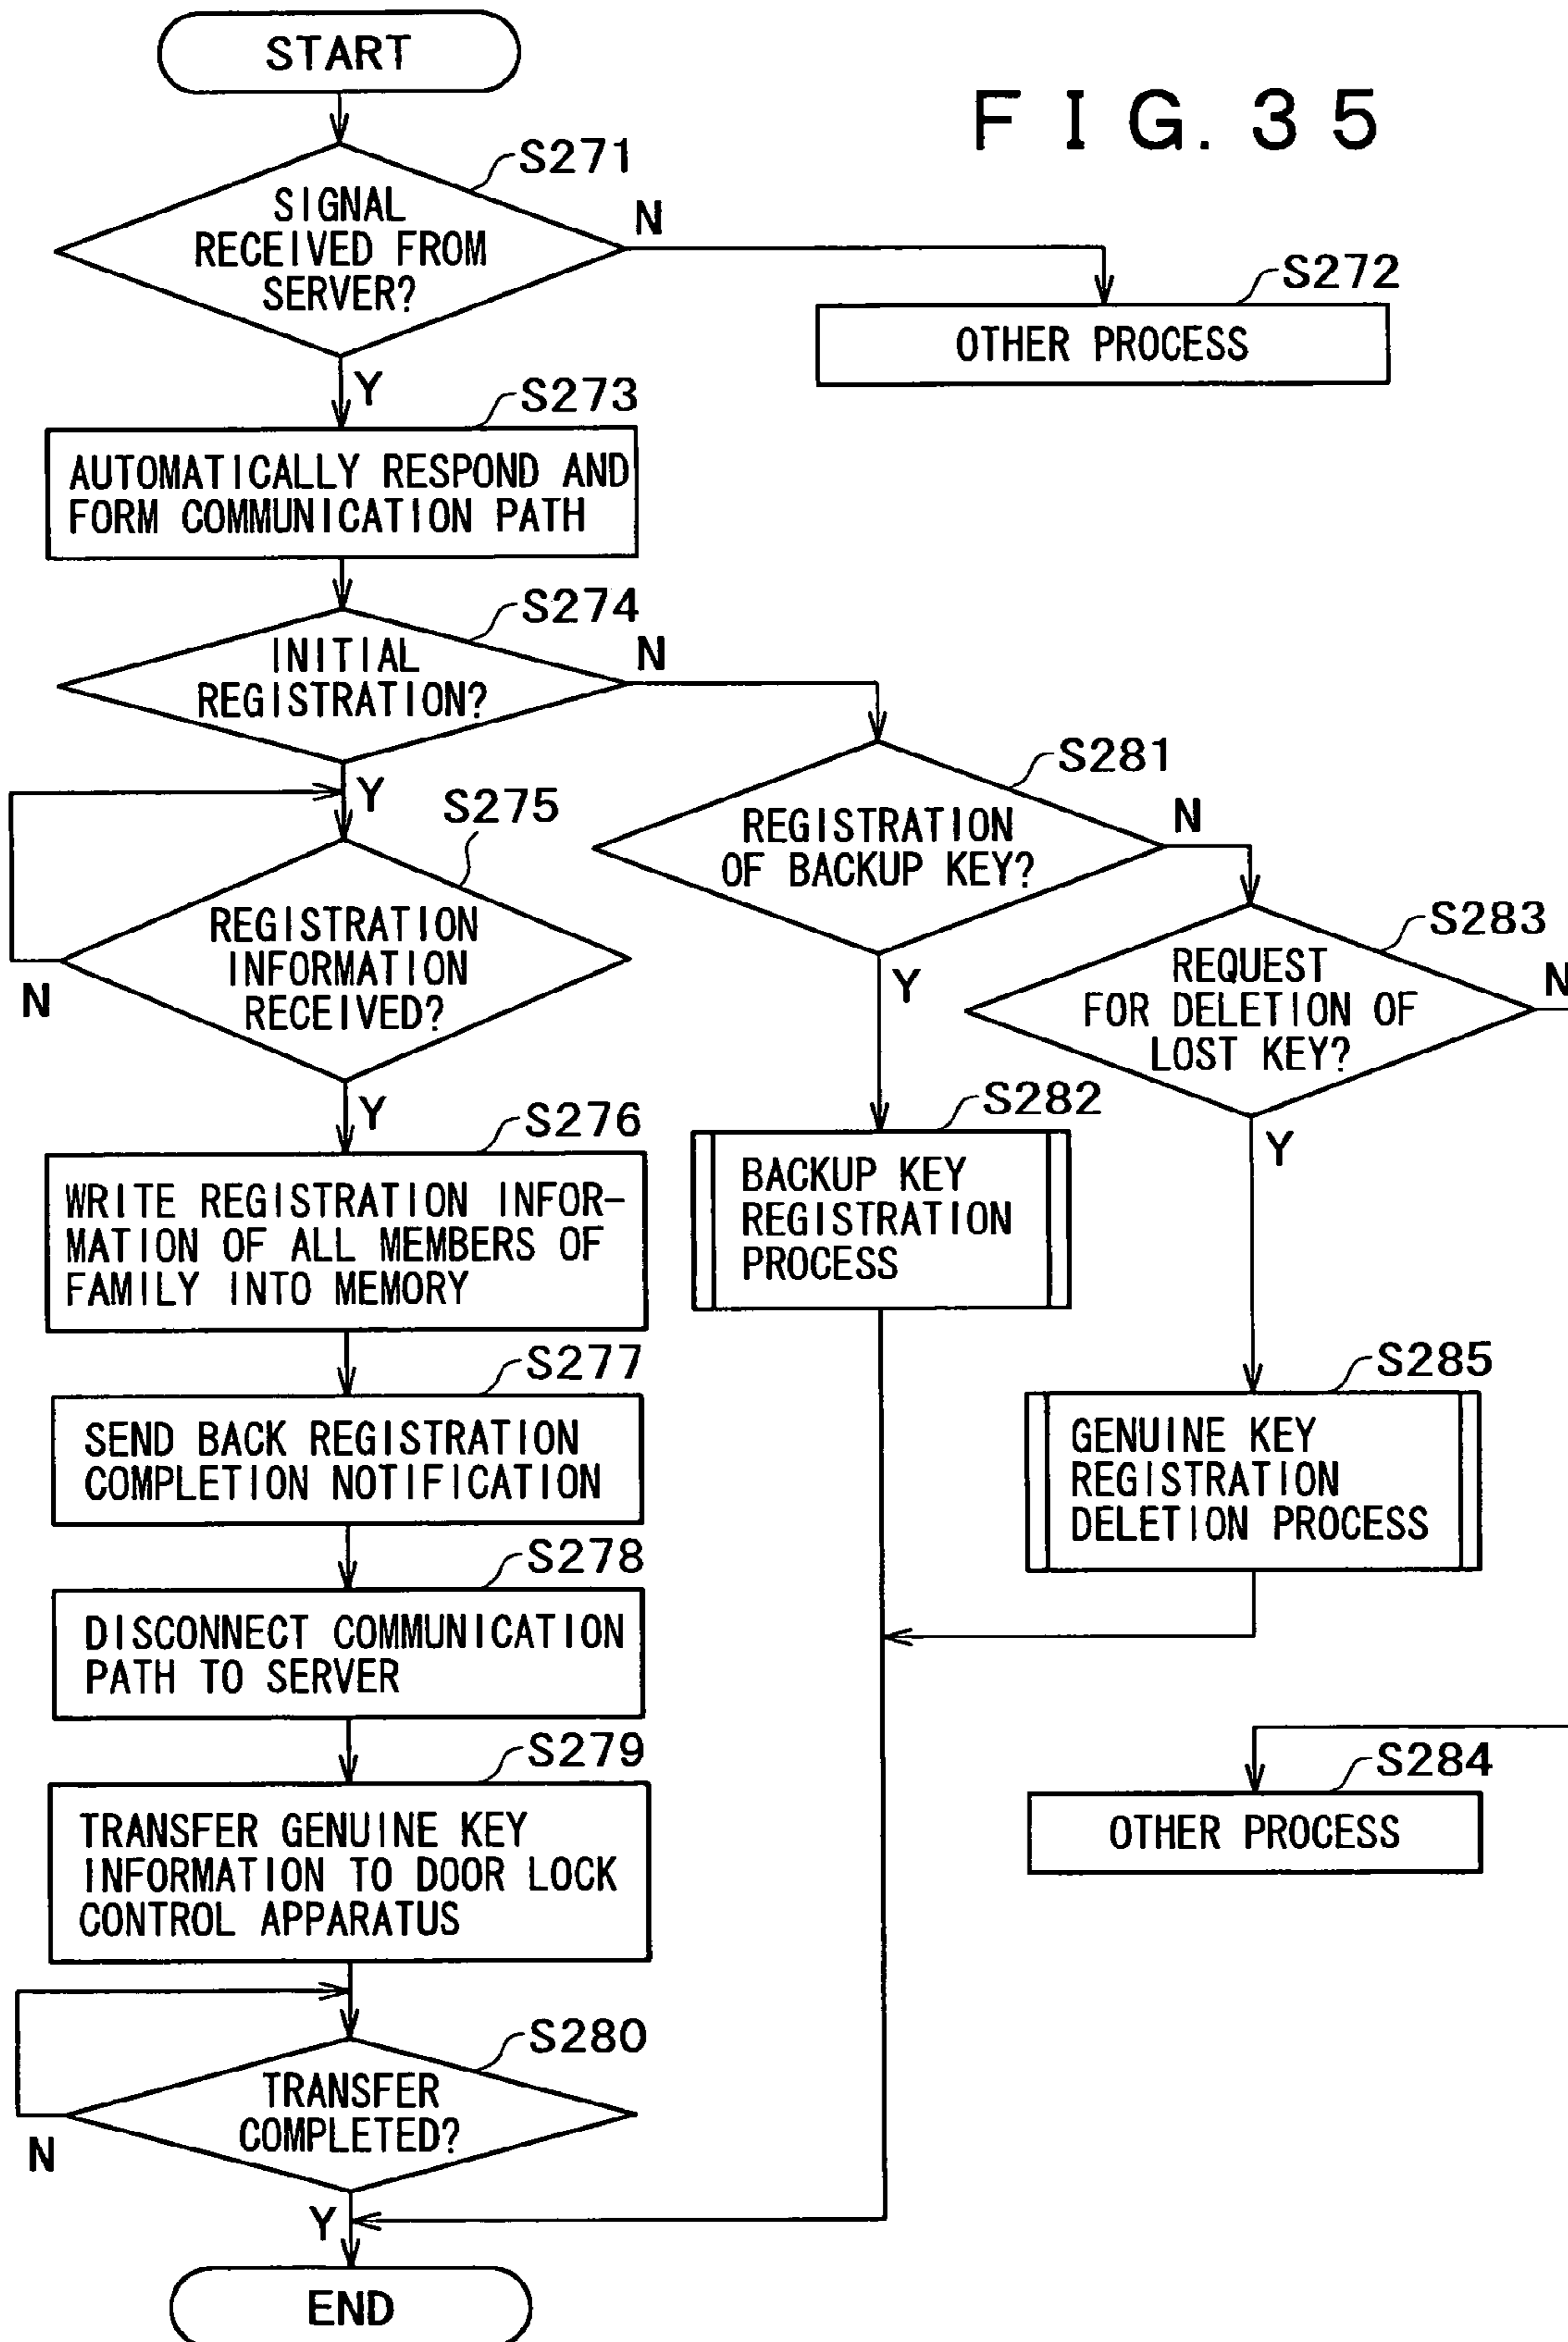 START
FIG. 35
S271
SIGNAL
RECEIVED FROM
SERVER?
N
S272
OTHER PROCESS
Y
S273
AUTOMATICALLY RESPOND AND
FORM COMMUNICATION PATH
S274
INITIAL
REGISTRATION?
N
Y
S275
REGISTRATION
INFORMATION
RECEIVED?
N
Y
S276
WRITE REGISTRATION INFOR-
MATION OF ALL MEMBERS OF
FAMILY INTO MEMORY
S277
SEND BACK REGISTRATION
COMPLETION NOTIFICATION
S278
DISCONNECT COMMUNICATION
PATH TO SERVER
S279
TRANSFER GENUINE KEY
INFORMATION TO DOOR LOCK
CONTROL APPARATUS
S280
TRANSFER
COMPLETED?
N
Y
END
S281
REGISTRATION
OF BACKUP KEY?
N
Y
S282
BACKUP KEY
REGISTRATION
PROCESS
S283
REQUEST
FOR DELETION OF
LOST KEY?
N
Y
S285
GENUINE KEY
REGISTRATION
DELETION PROCESS
S284
OTHER PROCESS